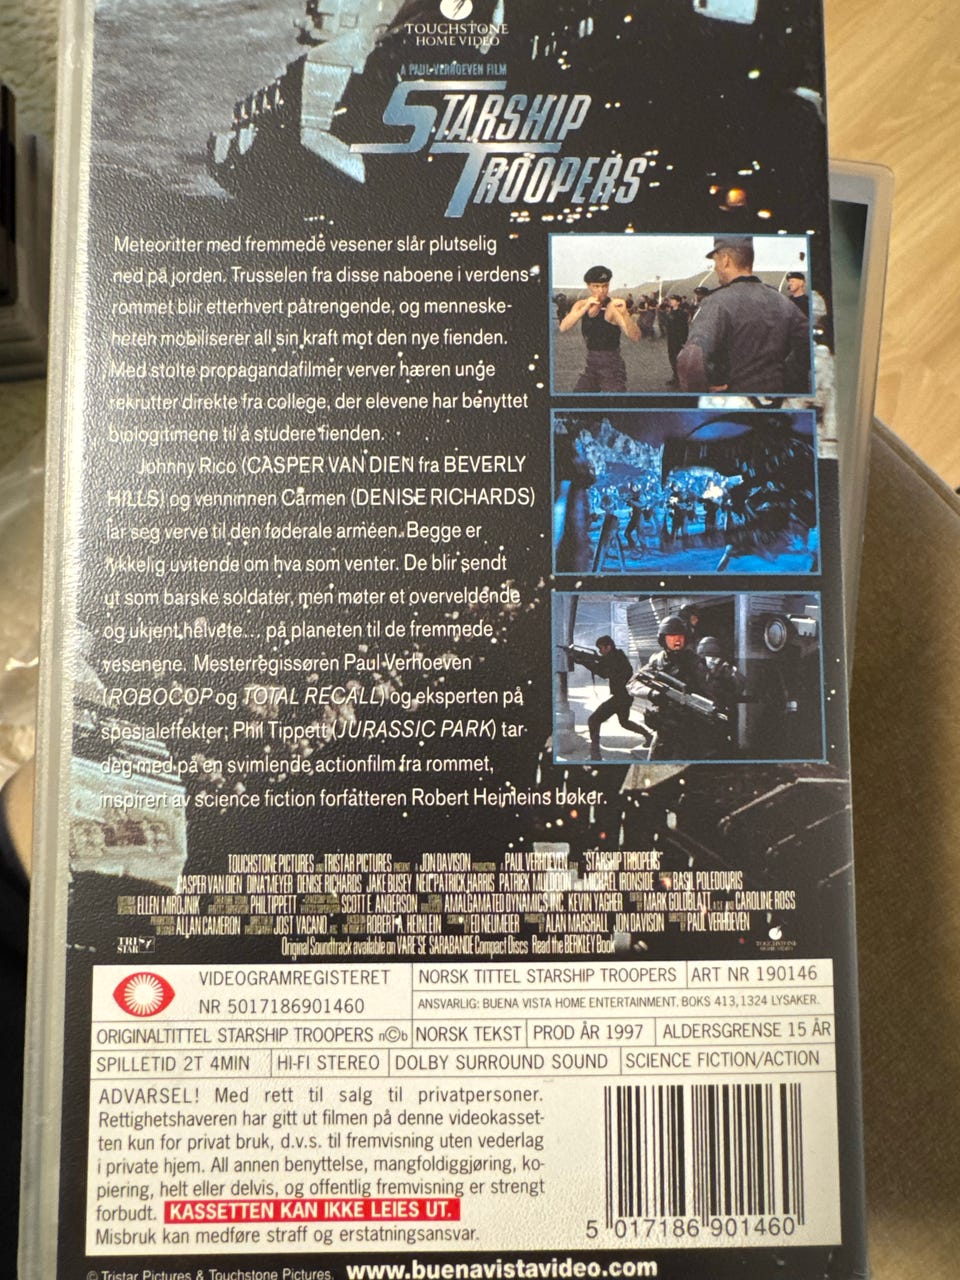 TOUCHSTONE
HOME VIDEO
A PAUL VERHOEVEN FILM
STARSHIP
TROOPERS
Meteoritter med fremmede vesener slår plutselig
ned på jorden. Trusselen fra disse naboene i verdens-
rommet blir etterhvert påtrengende, og menneske-
heten mobiliserer all sin kraft mot den nye fienden.
Med stolte propagandafilmer verver hæren unge
rekrutter direkte fra college, der elevene har benyttet
biologitimene til å studere fienden.
Johnny Rico (CASPER VAN DIEN fra BEVERLY
HILLS) og venninnen Carmen (DENISE RICHARDS)
lar seg verve til den føderale arméen. Begge er
lykkelig uvitende om hva som venter. De blir sendt
ut som barske soldater, men møter et overveldende
og ukjent helvete... på planeten til de fremmede
vesenene. Mesterregissøren Paul Verhoeven
(ROBOCOP og TOTAL RECALL) og eksperten på
spesialeffekter, Phil Tippett (JURASSIC PARK) tar
deg med på en svimlende actionfilm fra rommet,
inspirert av science fiction forfatteren Robert Heinleins bøker.
TOUCHSTONE PICTURES AND TRISTAR PICTURES PRESENT A JON DAVISON PRODUCTION A PAUL VERHOEVEN FILM "STARSHIP TROOPERS"
CASPER VAN DIEN DINA MEYER DENISE RICHARDS JAKE BUSEY NEIL PATRICK HARRIS PATRICK MULDOON MICHAEL IRONSIDE BASIL POLEDOURIS
ELLEN MIROJNICK PHIL TIPPETT SCOTT E. ANDERSON AMALGAMATED DYNAMICS INC. KEVIN YAGHER MARK GOLDBLATT, A.C.E. AND CAROLINE ROSS
ALLAN CAMERON JOST VACANO ROBERT A. HEINLEIN ED NEUMEIER ALAN MARSHALL JON DAVISON PAUL VERHOEVEN
TRI STAR Original Soundtrack available on VARESE SARABANDE Compact Discs Read the BERKLEY Book TOUCHSTONE
HOME VIDEO
VIDEOGRAMREGISTERET
NR 5017186901460
NORSK TITTEL STARSHIP TROOPERS ART NR 190146
ANSVARLIG: BUENA VISTA HOME ENTERTAINMENT. BOKS 413, 1324 LYSAKER.
ORIGINALTITTEL STARSHIP TROOPERS n©b NORSK TEKST PROD ÅR 1997 ALDERSGRENSE 15 ÅR
SPILLETID 2T 4MIN HI-FI STEREO DOLBY SURROUND SOUND SCIENCE FICTION/ACTION
ADVARSEL! Med rett til salg til privatpersoner.
Rettighetshaveren har gitt ut filmen på denne videokasset-
ten kun for privat bruk, d.v.s. til fremvisning uten vederlag
i private hjem. All annen benyttelse, mangfoldiggjøring, ko-
piering, helt eller delvis, og offentlig fremvisning er strengt
forbudt. KASSETTEN KAN IKKE LEIES UT.
Misbruk kan medføre straff og erstatningsansvar.
5 017186 901460
© Tristar Pictures & Touchstone Pictures. www.buenavistavideo.com